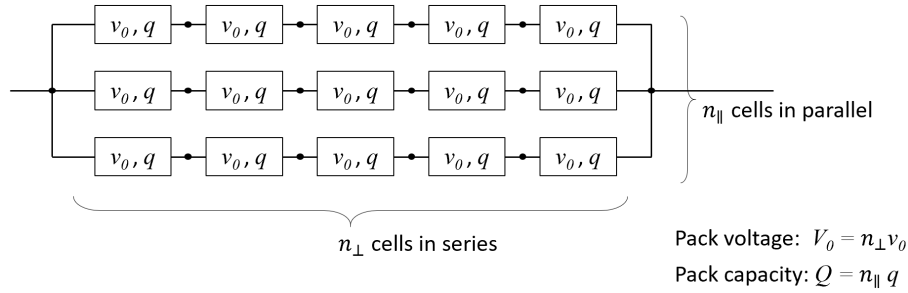 v₀, q v₀, q v₀, q v₀, q v₀, q
v₀, q v₀, q v₀, q v₀, q v₀, q
n∥ cells in parallel
v₀, q v₀, q v₀, q v₀, q v₀, q
n⊥ cells in series
Pack voltage: V₀ = n⊥v₀
Pack capacity: Q = n∥ q